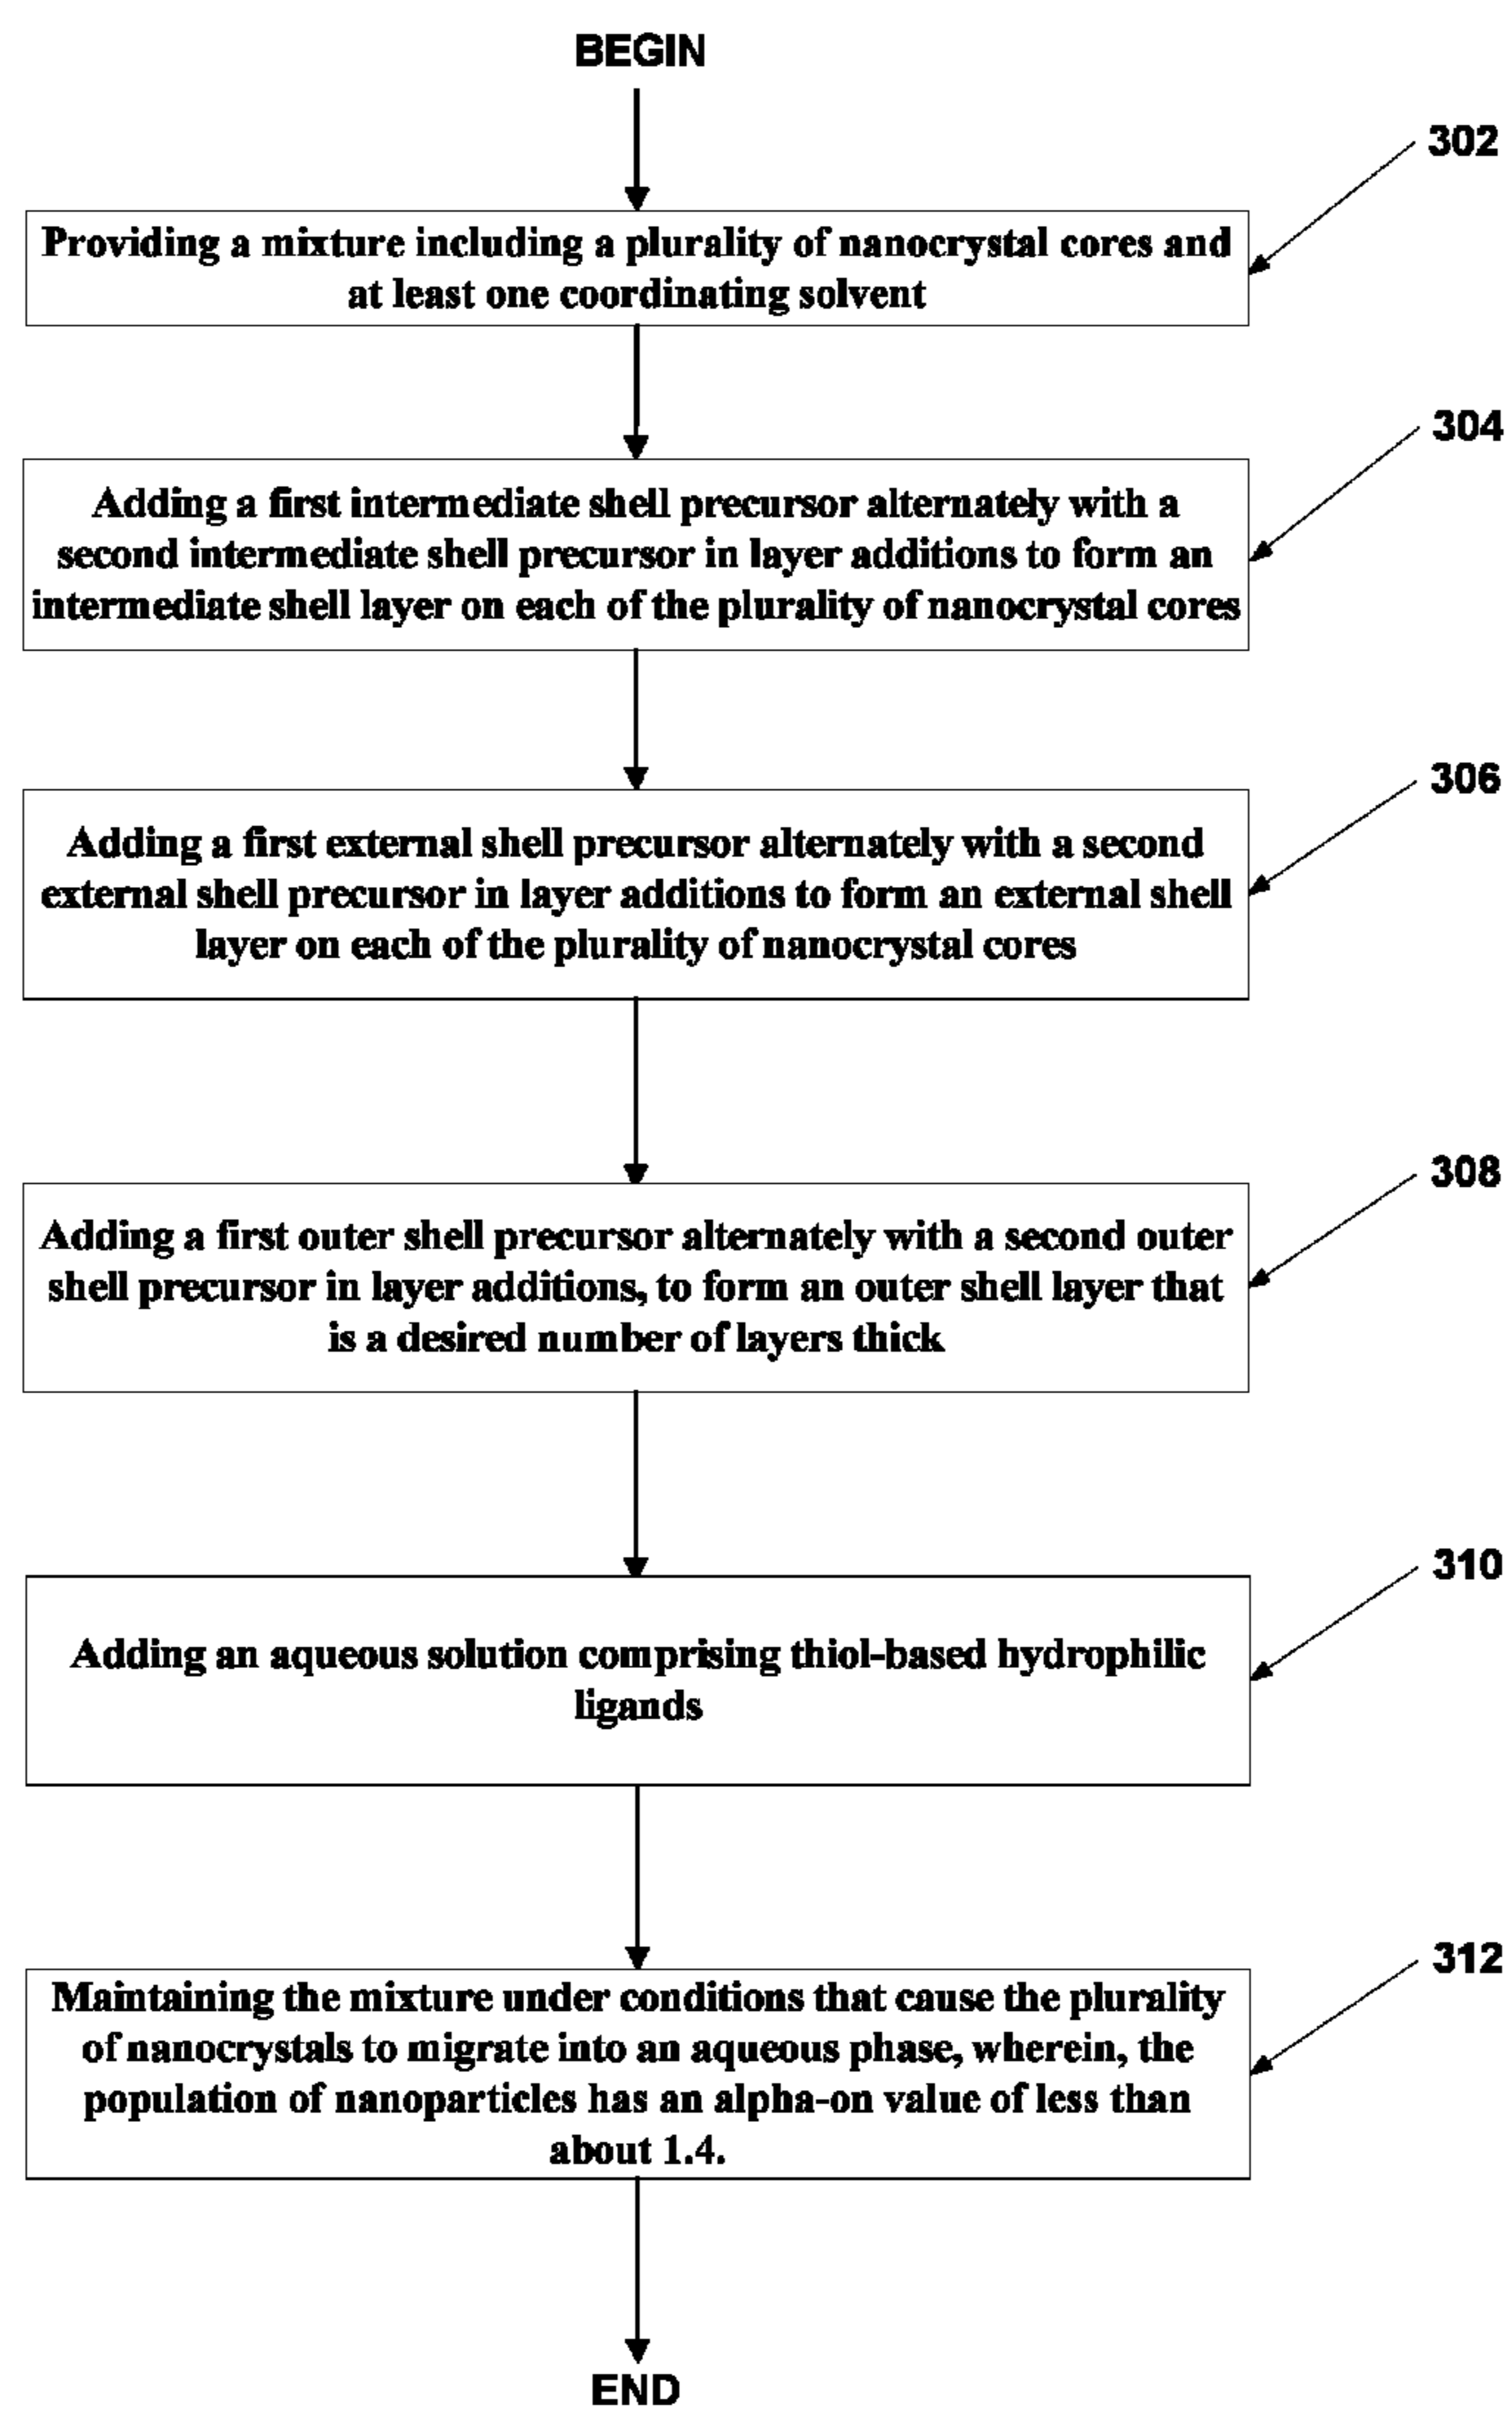 BEGIN
302
Providing a mixture including a plurality of nanocrystal cores and
at least one coordinating solvent
304
Adding a first intermediate shell precursor alternately with a
second intermediate shell precursor in layer additions to form an
intermediate shell layer on each of the plurality of nanocrystal cores
306
Adding a first external shell precursor alternately with a second
external shell precursor in layer additions to form an external shell
layer on each of the plurality of nanocrystal cores
308
Adding a first outer shell precursor alternately with a second outer
shell precursor in layer additions, to form an outer shell layer that
is a desired number of layers thick
310
Adding an aqueous solution comprising thiol-based hydrophilic
ligands
312
Maintaining the mixture under conditions that cause the plurality
of nanocrystals to migrate into an aqueous phase, wherein, the
population of nanoparticles has an alpha-on value of less than
about 1.4.
END